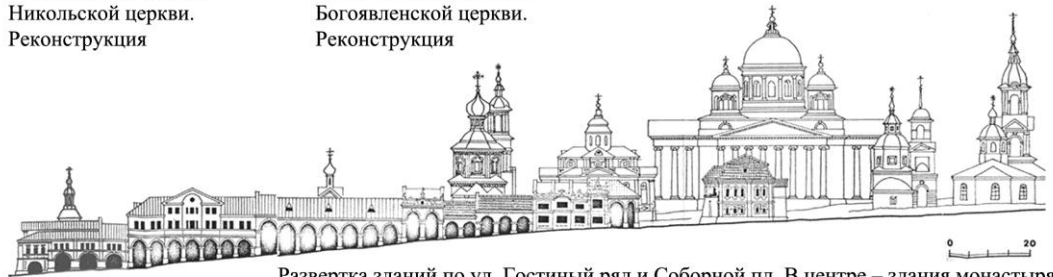 Никольской церкви.
Реконструкция
Богоявленской церкви.
Реконструкция
0 20
Развертка зданий по ул. Гостиный ряд и Соборной пл. В центре – здания монастыря